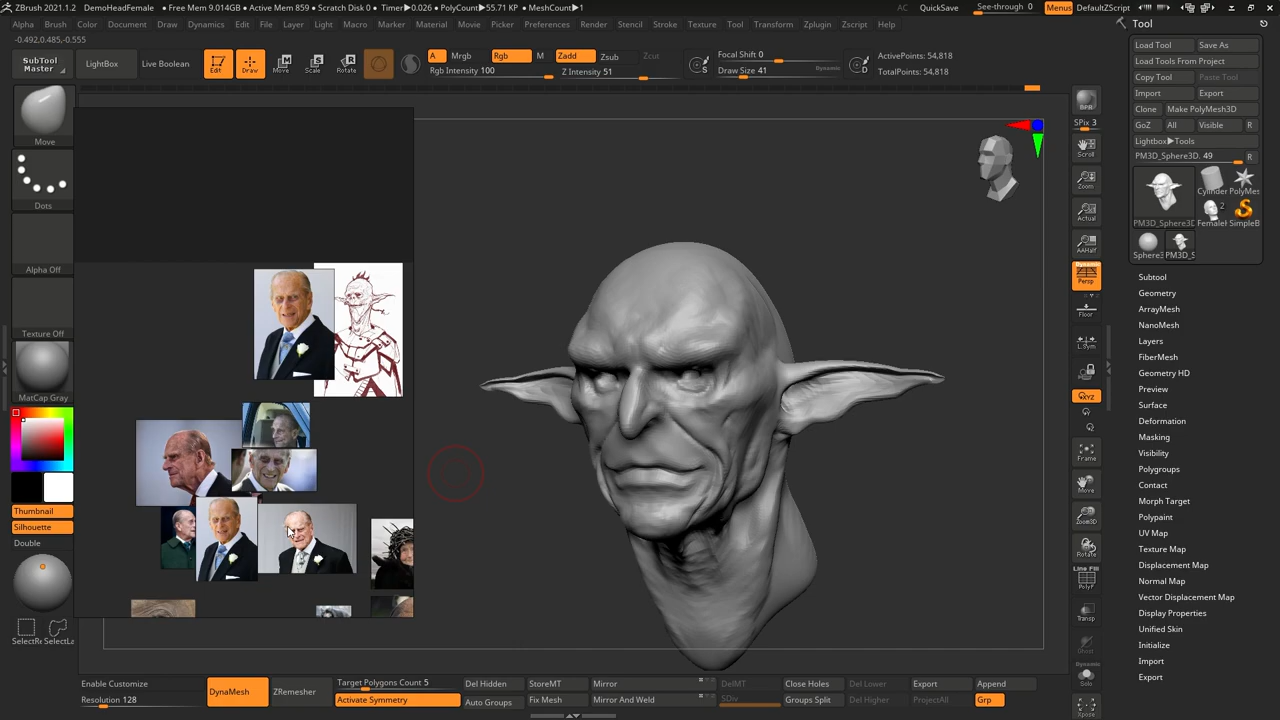 ZBrush 2021.1.2 DemoHeadFemale • Free Mem 9.014GB • Active Mem 859 • Scratch Disk 0 • Timer▶0.026 • PolyCount▶55.71 KP • MeshCount▶1 AC QuickSave See-through 0 Menus DefaultZScript
Alpha Brush Color Document Draw Dynamics Edit File Layer Light Macro Marker Material Movie Picker Preferences Render Stencil Stroke Texture Tool Transform Zplugin Zscript Help
-0.492,0.485,-0.555
SubTool
Master
LightBox
Live Boolean
Edit
Draw
Move
Scale
Rotate
A Mrgb Rgb M Zadd Zsub Zcut
Rgb Intensity 100 Z Intensity 51
S
Focal Shift 0
Draw Size 41 Dynamic
D
ActivePoints: 54,818
TotalPoints: 54,818
Move
Dots
Alpha Off
Texture Off
MatCap Gray
Thumbnail
Silhouette
Double
SelectRe SelectLa
BPR
SPix 3
Scroll
Zoom
Actual
AAHalf
Dynamic
Persp
Floor
L.Sym
XYZ
Frame
Move
Zoom3D
Rotate
Line Fill
PolyF
Transp
Ghost
Dynamic
Solo
Xpose
Tool
Load Tool Save As
Load Tools From Project
Copy Tool Paste Tool
Import Export
Clone Make PolyMesh3D
GoZ All Visible R
Lightbox▶Tools
PM3D_Sphere3D. 49 R
PM3D_Sphere3D
Cylinder PolyMes
2
FemaleH SimpleB
Sphere3 PM3D_S
Subtool
Geometry
ArrayMesh
NanoMesh
Layers
FiberMesh
Geometry HD
Preview
Surface
Deformation
Masking
Visibility
Polygroups
Contact
Morph Target
Polypaint
UV Map
Texture Map
Displacement Map
Normal Map
Vector Displacement Map
Display Properties
Unified Skin
Initialize
Import
Export
Enable Customize
Resolution 128
DynaMesh
ZRemesher
Target Polygons Count 5
Activate Symmetry
Del Hidden
Auto Groups
StoreMT
Fix Mesh
Mirror
Mirror And Weld
DelMT
SDiv
Close Holes
Groups Split
Del Lower
Del Higher
Export
ProjectAll
Append
Grp